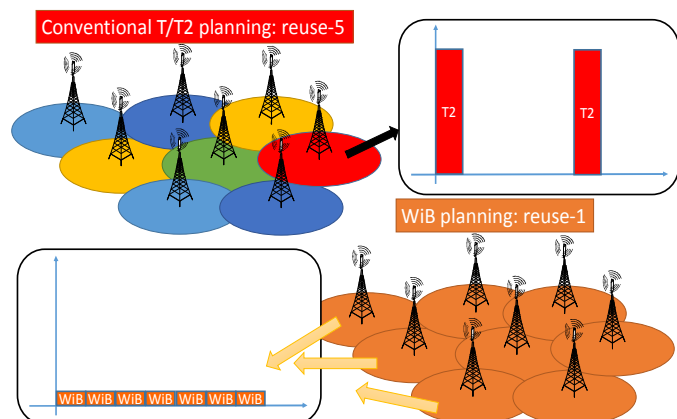 Conventional T/T2 planning: reuse-5
T2
T2
WiB planning: reuse-1
WiB WiB WiB WiB WiB WiB WiB